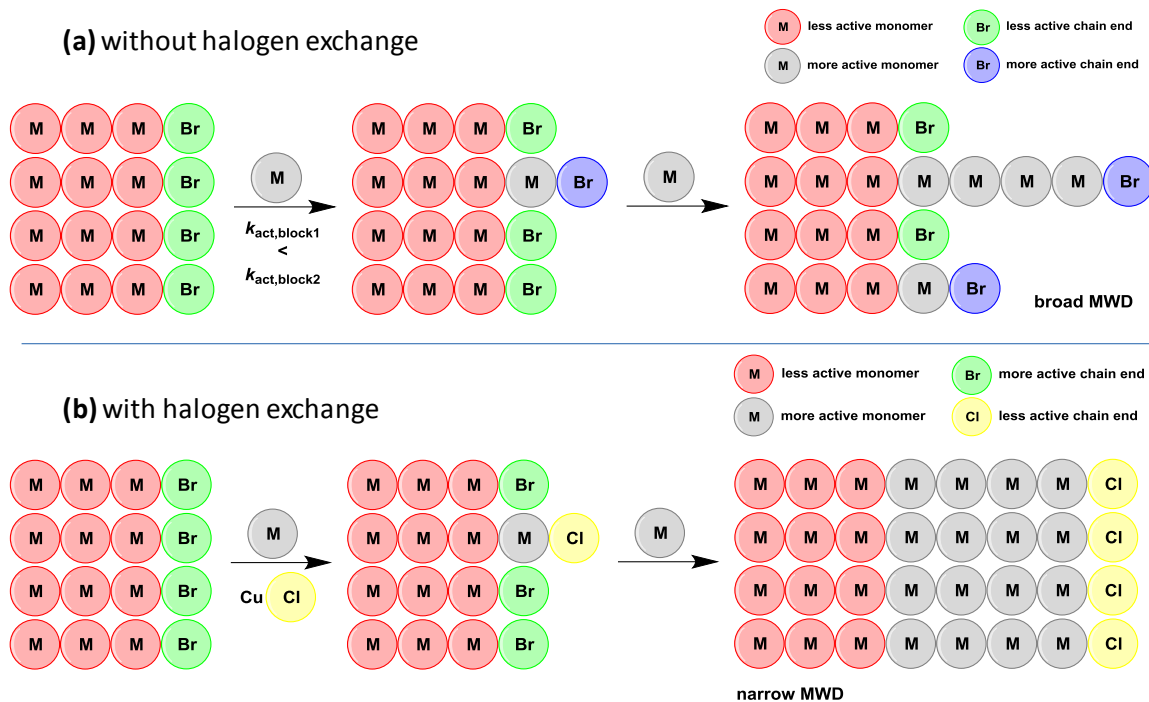 (a) without halogen exchange
M less active monomer Br less active chain end
M more active monomer Br more active chain end
M M M Br M M M Br M M M Br
M M M Br M M M M Br M M M M M M M Br
M M
M M M Br M M M Br M M M Br
M M M Br M M M Br M M M M Br
kact,block1
<
kact,block2
broad MWD
(b) with halogen exchange
M less active monomer Br more active chain end
M more active monomer Cl less active chain end
M M M Br M M M Br M M M M M M M Cl
M M M Br M M M M Cl M M M M M M M Cl
M M
M M M Br M M M Br M M M M M M M Cl
Cu Cl
M M M Br M M M Br M M M M M M M Cl
narrow MWD